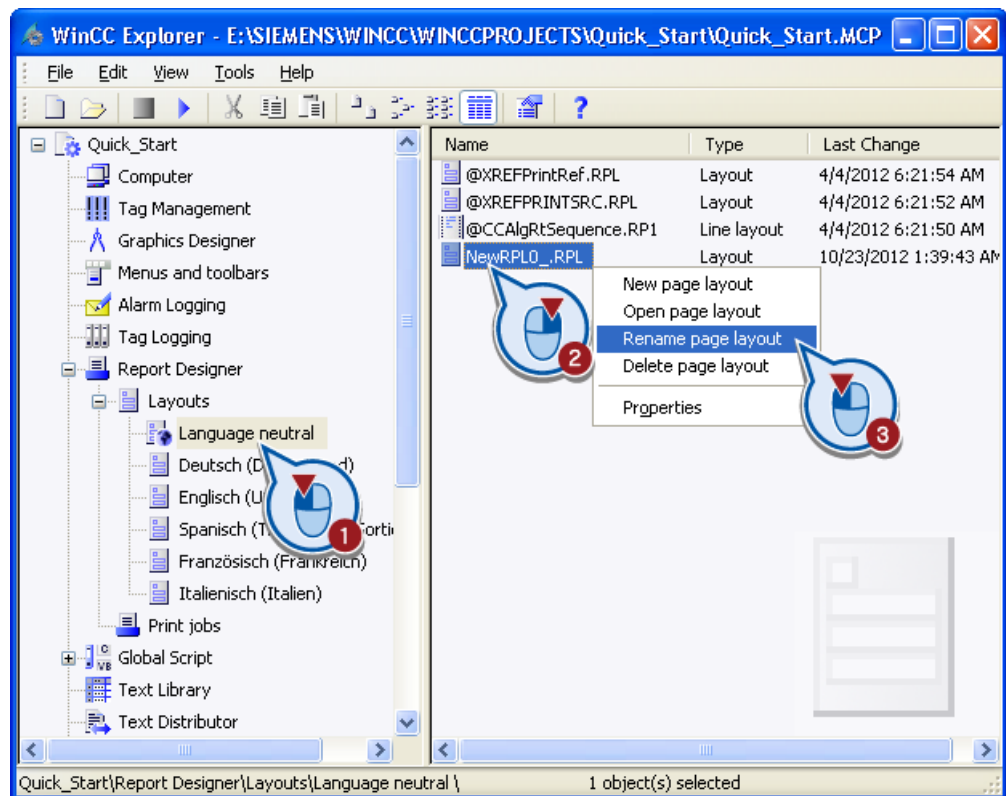 WinCC Explorer - E:\SIEMENS\WINCC\WINCCPROJECTS\Quick_Start\Quick_Start.MCP
File Edit View Tools Help
?
Quick_Start
Computer
Tag Management
Graphics Designer
Menus and toolbars
Alarm Logging
Tag Logging
Report Designer
Layouts
Language neutral
Deutsch (D d)
Englisch (U
Spanisch (T
Französisch (Frankreich)
Italienisch (Italien)
Print jobs
Global Script
Text Library
Text Distributor
Name Type Last Change
@XREFPrintRef.RPL Layout 4/4/2012 6:21:54 AM
@XREFPRINTSRC.RPL Layout 4/4/2012 6:21:52 AM
@CCAlgRtSequence.RP1 Line layout 4/4/2012 6:21:50 AM
NewRPL0_.RPL Layout 10/23/2012 1:39:43 AM
New page layout
Open page layout
Rename page layout
Delete page layout
Properties
1
2
3
Quick_Start\Report Designer\Layouts\Language neutral \ 1 object(s) selected